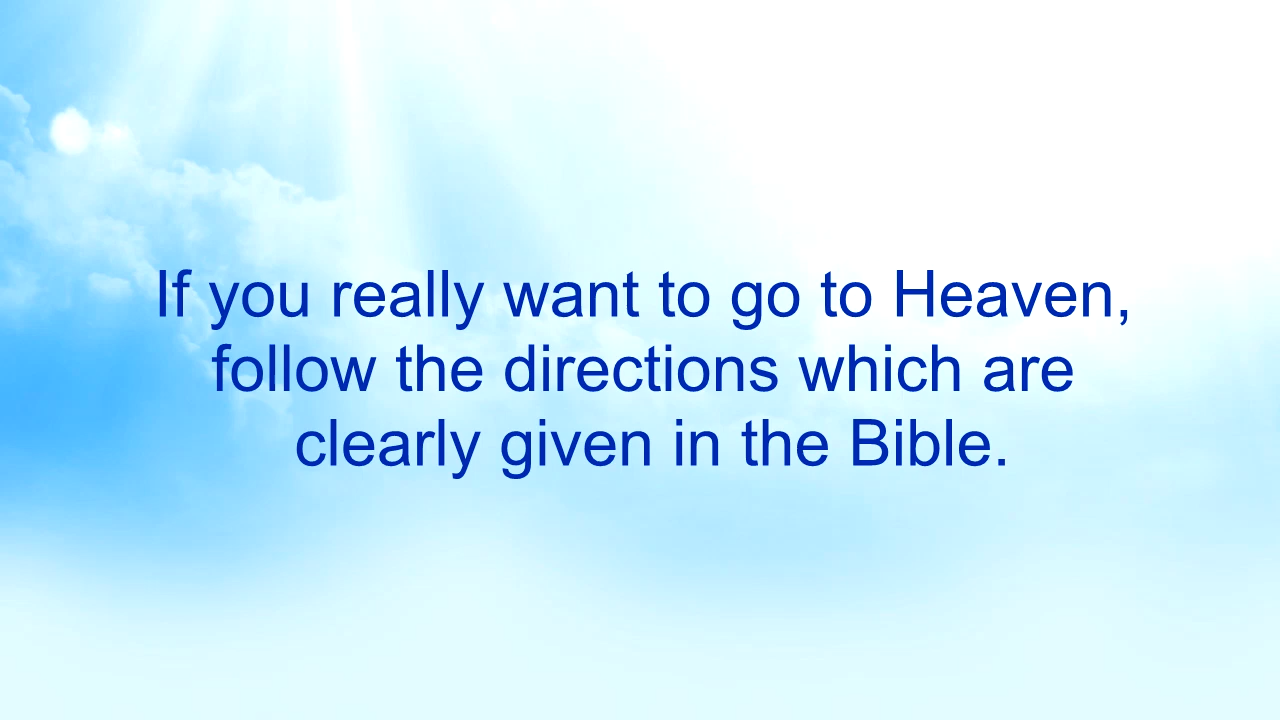 If you really want to go to Heaven,
follow the directions which are
clearly given in the Bible.